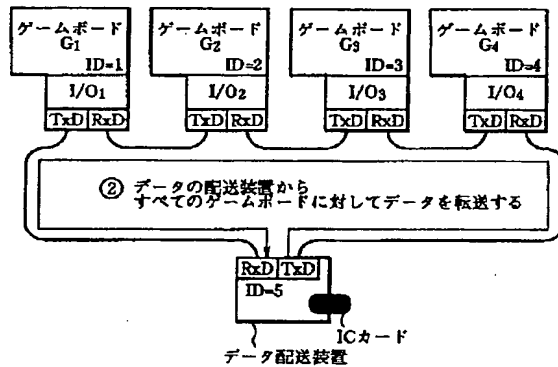 ゲームボード ゲームボード ゲームボード ゲームボード
G1 G2 G3 G4
ID=1 ID=2 ID=3 ID=4
I/O1 I/O2 I/O3 I/O4
TxD RxD TxD RxD TxD RxD TxD RxD
② データの配送装置から
すべてのゲームボードに対してデータを転送する
RxD TxD
ID=5
ICカード
データ配送装置